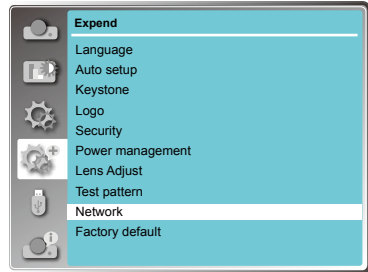 Expend
Language
Auto setup
Keystone
Logo
Security
Power management
Lens Adjust
Test pattern
Network
Factory default